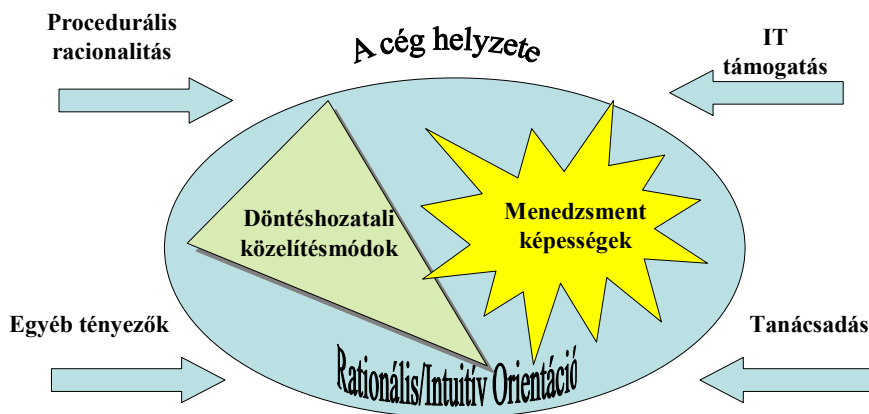 Procedurális
racionalitás
A cég helyzete
IT
támogatás
Döntéshozatali
közelítésmódok
Menedzsment
képességek
Egyéb tényezők
Tanácsadás
Rationális/Intuitív Orientáció